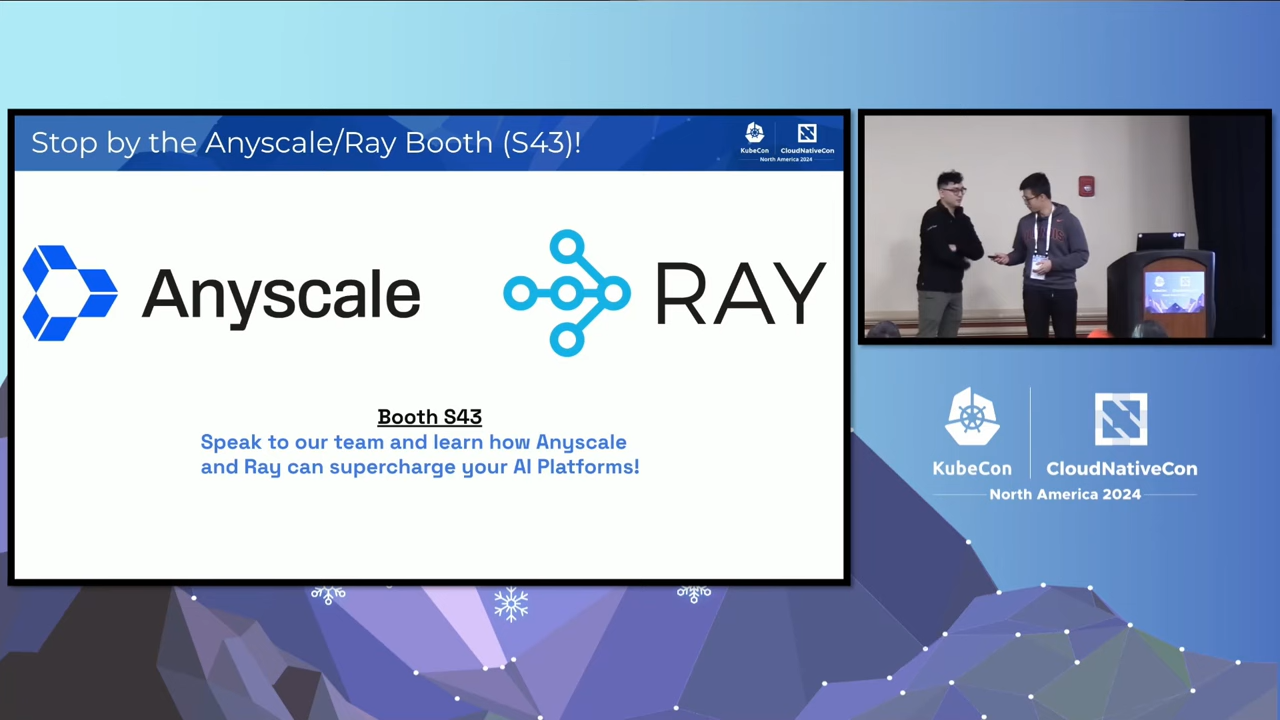 Stop by the Anyscale/Ray Booth (S43)!
KubeCon
CloudNativeCon
North America 2024
Anyscale
RAY
Booth S43
Speak to our team and learn how Anyscale
and Ray can supercharge your AI Platforms!
KubeCon
CloudNativeCon
North America 2024